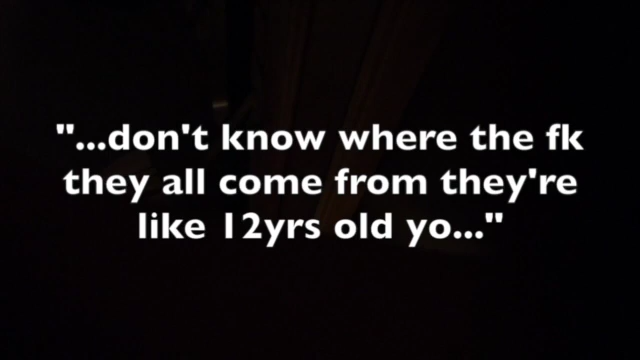 "...don't know where the fk
they all come from they're
like 12yrs old yo..."